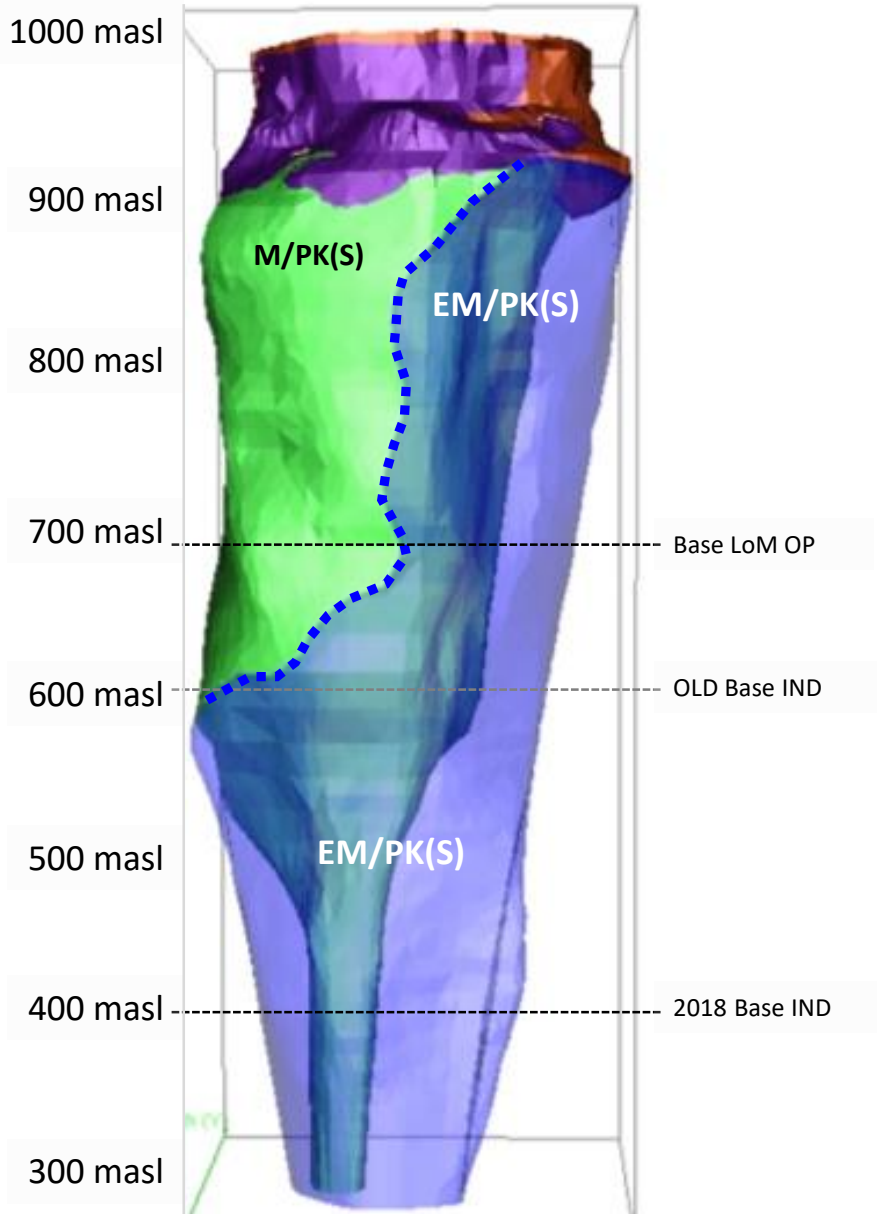 1000 masl
900 masl
M/PK(S)
EM/PK(S)
800 masl
700 masl
Base LoM OP
600 masl
OLD Base IND
500 masl
EM/PK(S)
400 masl
2018 Base IND
300 masl